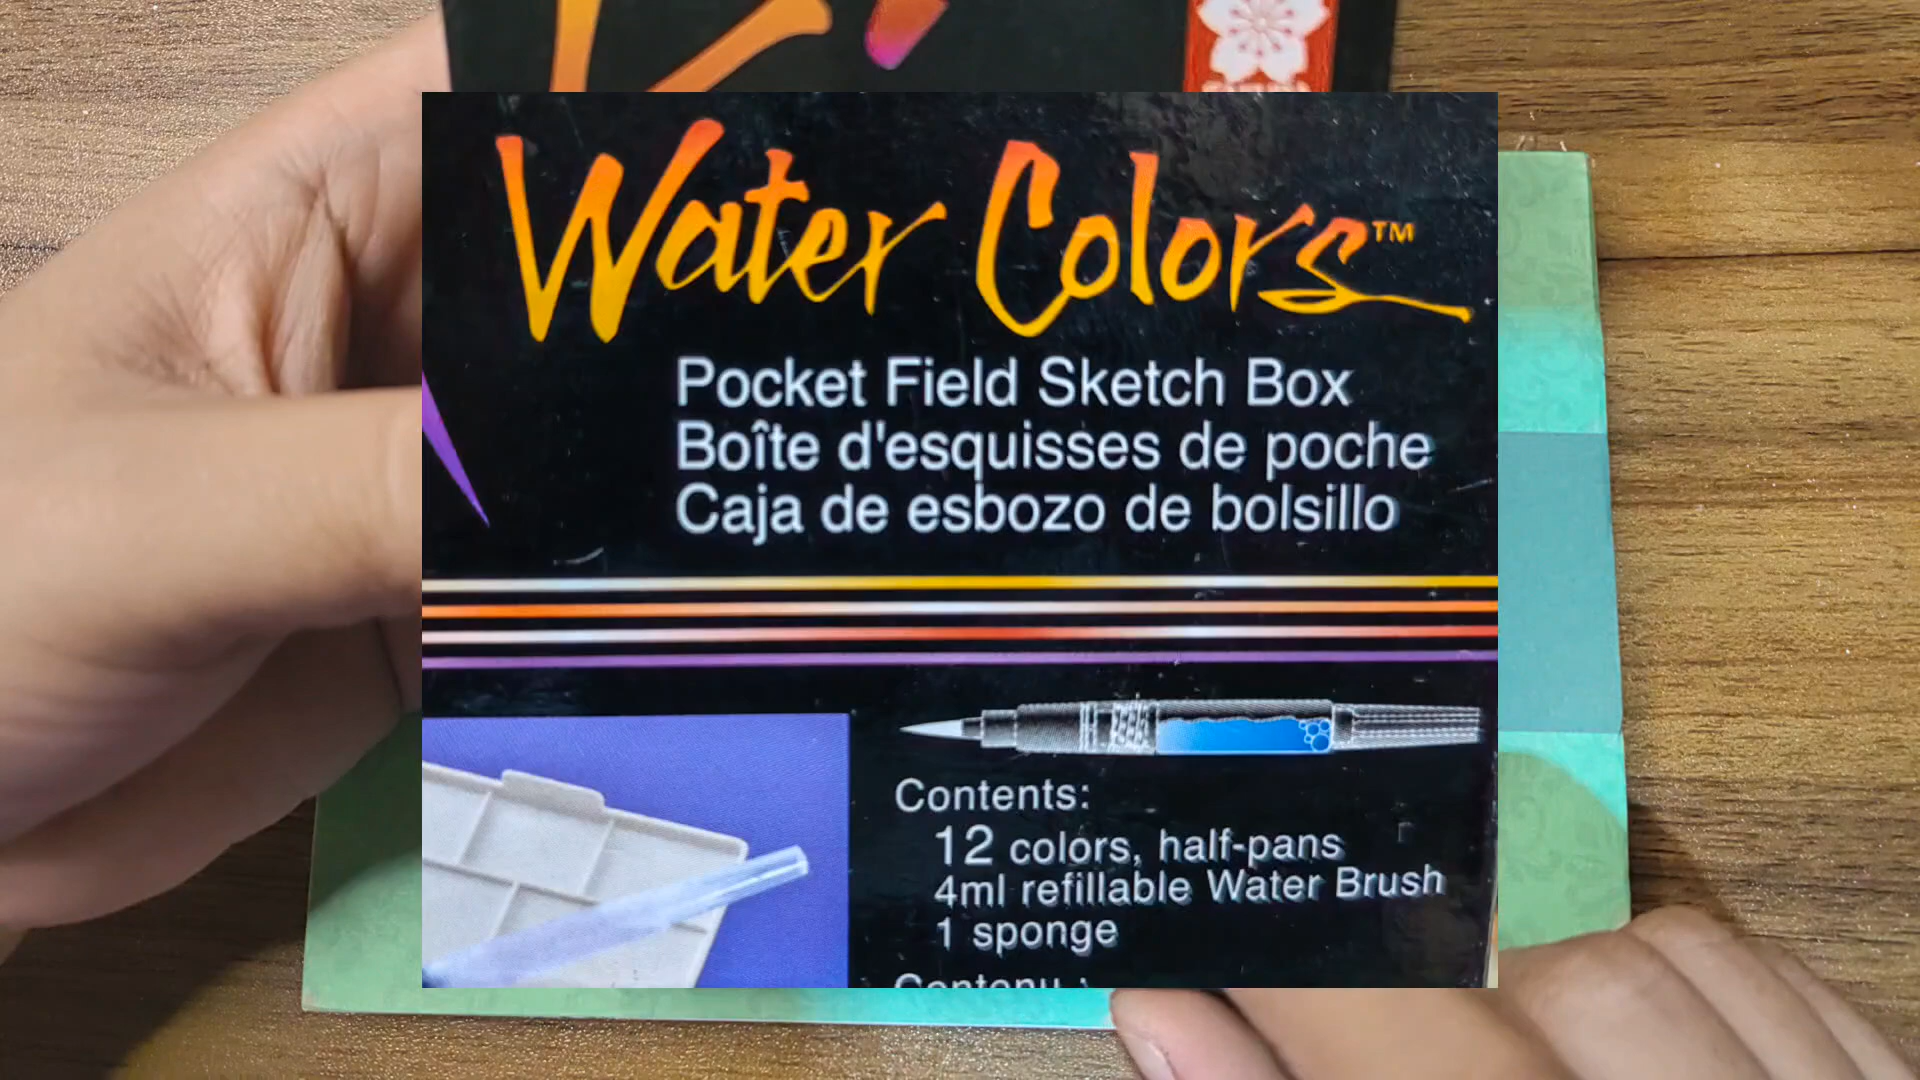 Water Colors™
Pocket Field Sketch Box
Boîte d'esquisses de poche
Caja de esbozo de bolsillo
Contents:
12 colors, half-pans
4ml refillable Water Brush
1 sponge
Contenu :